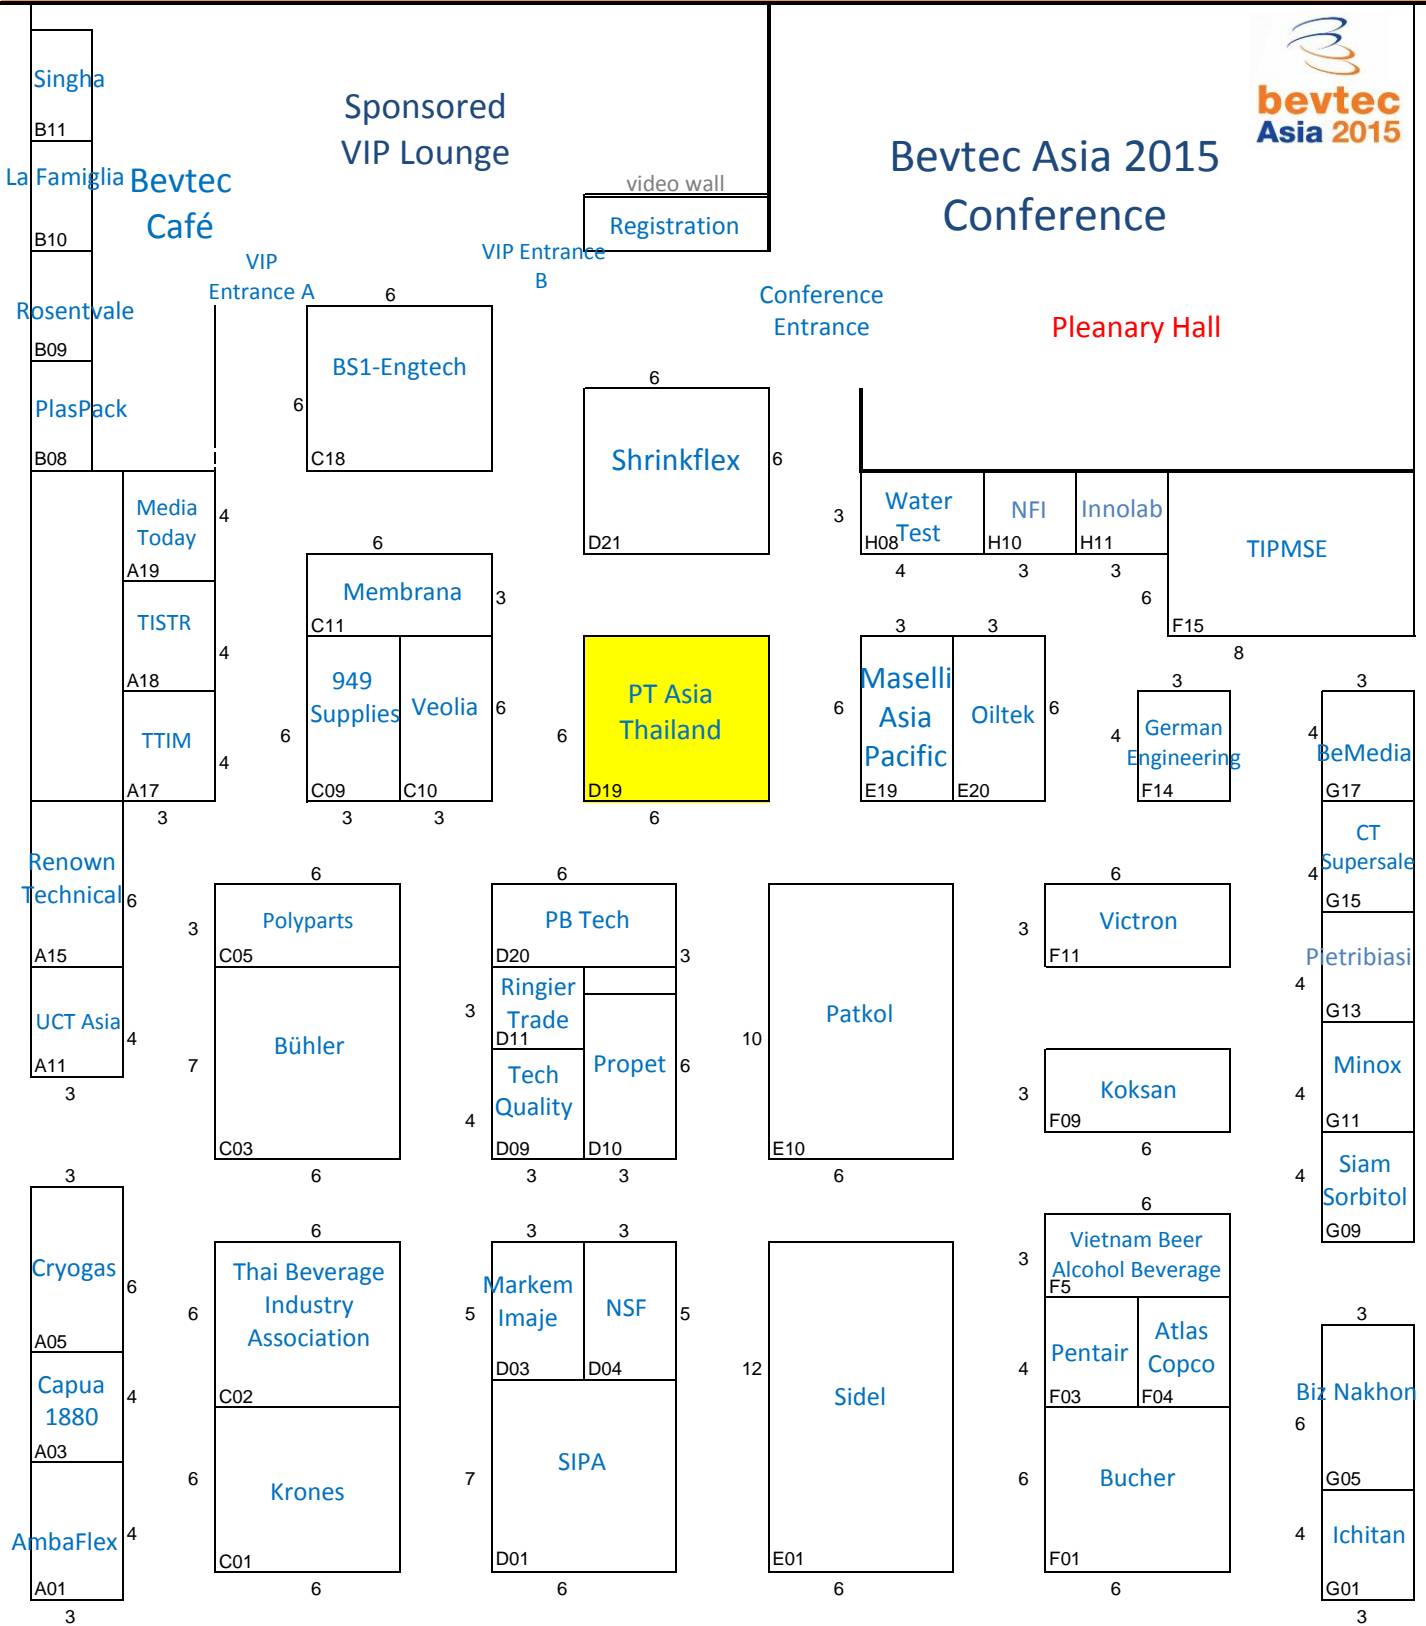 bevtec
Asia 2015
Singha
B11
Sponsored
VIP Lounge
Bevtec Asia 2015
Conference
La Famiglia
B10
Bevtec
Café
video wall
Registration
VIP
Entrance A
VIP Entrance
B
Conference
Entrance
Pleanary Hall
Rosentvale
B09
PlasPack
B08
6
BS1-Engtech
6
C18
6
Shrinkflex
6
D21
Media
Today
4
A19
3
Water
Test
H08
4
NFI
H10
3
Innolab
H11
3
TIPMSE
6
F15
8
TISTR
4
A18
6
Membrana
3
C11
TTIM
4
A17
3
949
Supplies
6
C09
3
Veolia
6
C10
3
PT Asia
Thailand
6
D19
6
3
Maselli
Asia
Pacific
6
E19
3
Oiltek
6
E20
3
German
Engineering
4
F14
3
4
BeMedia
G17
Renown
Technical
6
A15
6
Polyparts
3
C05
6
PB Tech
D20
3
Patkol
10
E10
6
6
Victron
3
F11
CT
Supersale
4
G15
Pietribiasi
4
G13
UCT Asia
4
A11
3
Bühler
7
C03
6
Ringier
Trade
3
D11
Tech
Quality
4
D09
3
Propet
6
D10
3
Koksan
3
F09
6
Minox
4
G11
Siam
Sorbitol
4
G09
3
Cryogas
6
A05
6
Thai Beverage
Industry
Association
6
C02
3
Markem
Imaje
5
D03
3
NSF
5
D04
Sidel
12
E01
6
6
Vietnam Beer
Alcohol Beverage
3
F5
Pentair
4
F03
Atlas
Copco
F04
3
Biz Nakhon
6
G05
Capua
1880
4
A03
AmbaFlex
4
A01
3
Krones
6
C01
6
SIPA
7
D01
6
Bucher
6
F01
6
Ichitan
4
G01
3